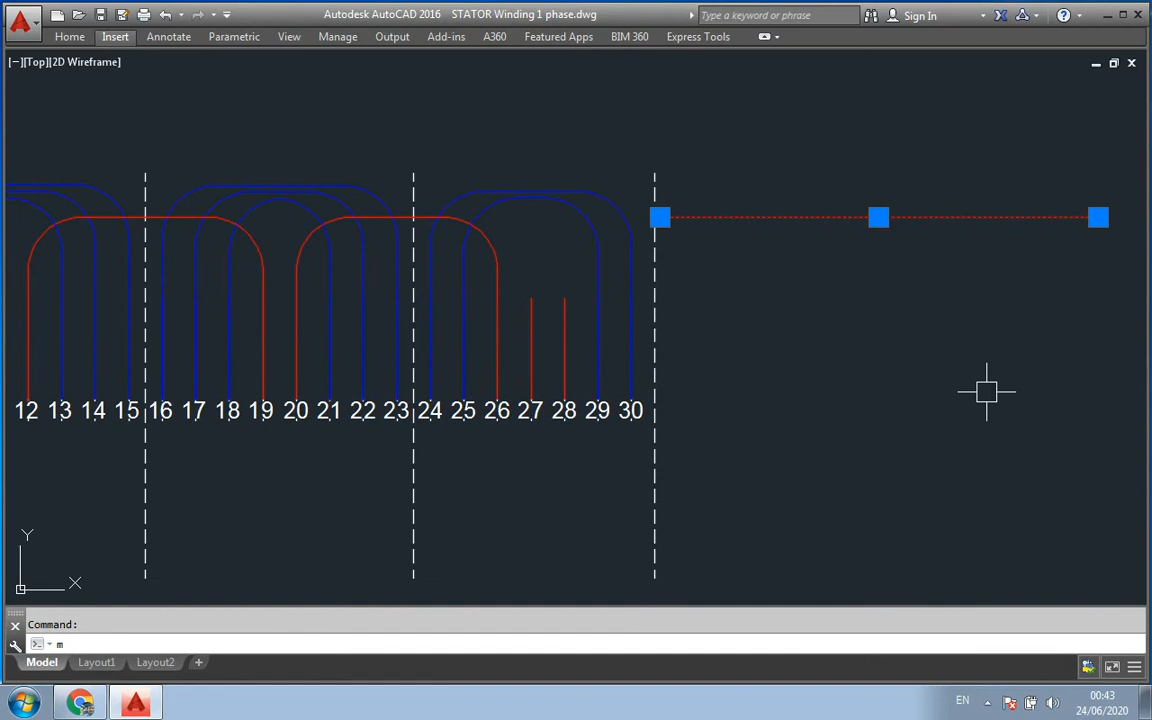 Autodesk AutoCAD 2016 STATOR Winding 1 phase.dwg
Type a keyword or phrase
Sign In
Home Insert Annotate Parametric View Manage Output Add-ins A360 Featured Apps BIM 360 Express Tools
[−][Top][2D Wireframe]
12 13 14 15 16 17 18 19 20 21 22 23 24 25 26 27 28 29 30
Y
X
Command:
m
Model Layout1 Layout2 +
EN
00:43
24/06/2020